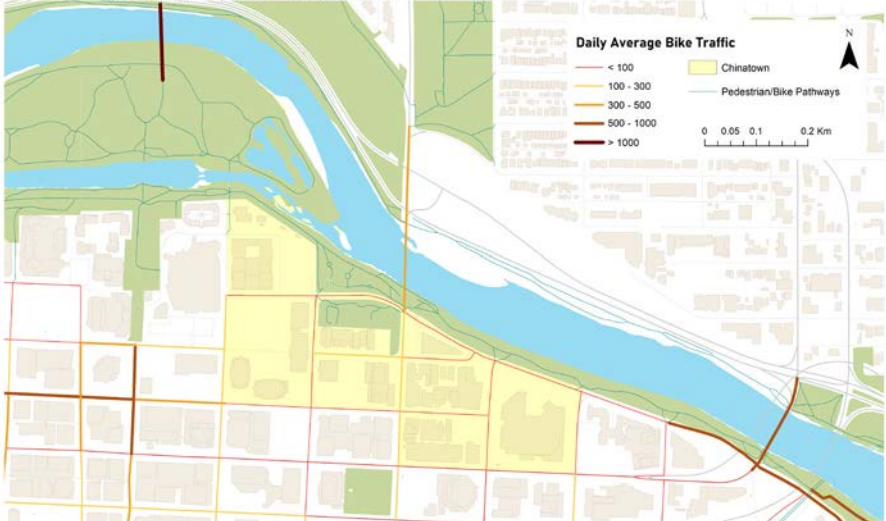 Daily Average Bike Traffic
< 100
100 - 300
300 - 500
500 - 1000
> 1000
Chinatown
Pedestrian/Bike Pathways
0 0.05 0.1 0.2 Km
N